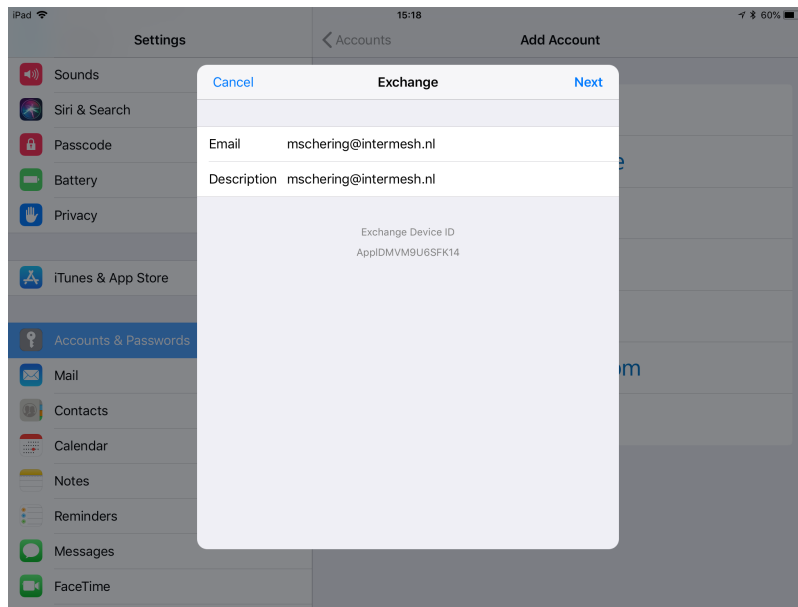 iPad 15:18 60%
Settings
Accounts Add Account
Sounds
Siri & Search
Passcode
Battery
Privacy
iTunes & App Store
Accounts & Passwords
Mail
Contacts
Calendar
Notes
Reminders
Messages
FaceTime
Cancel Exchange Next
Email mschering@intermesh.nl
Description mschering@intermesh.nl
Exchange Device ID
ApplDMVM9U6SFK14
e
om